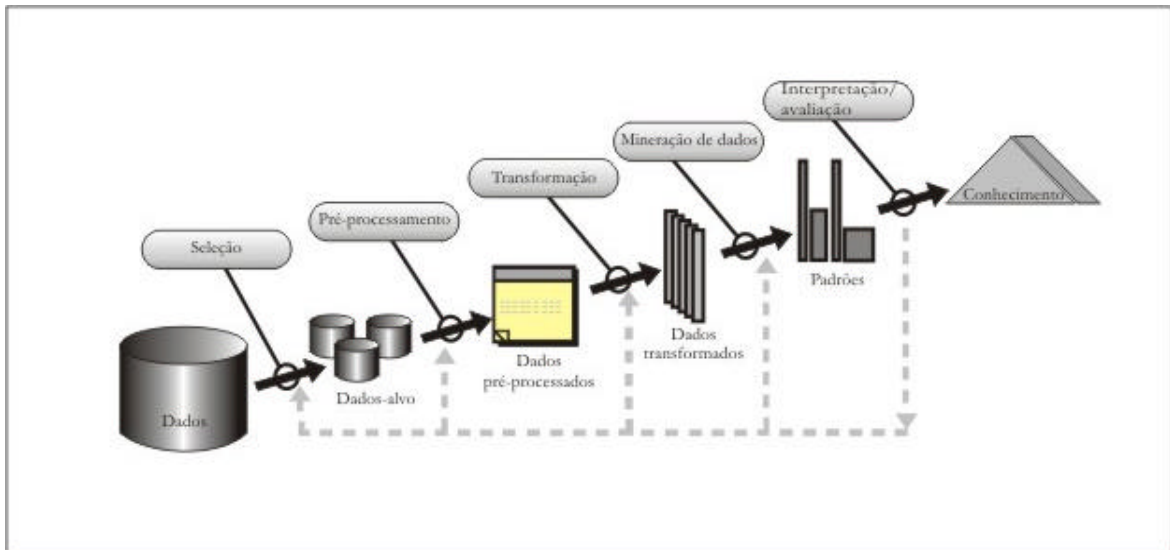 Interpretação/
avaliação
Mineração de dados
Transformação
Pré-processamento
Seleção
Conhecimento
Padrões
Dados
transformados
Dados
pré-processados
Dados-alvo
Dados